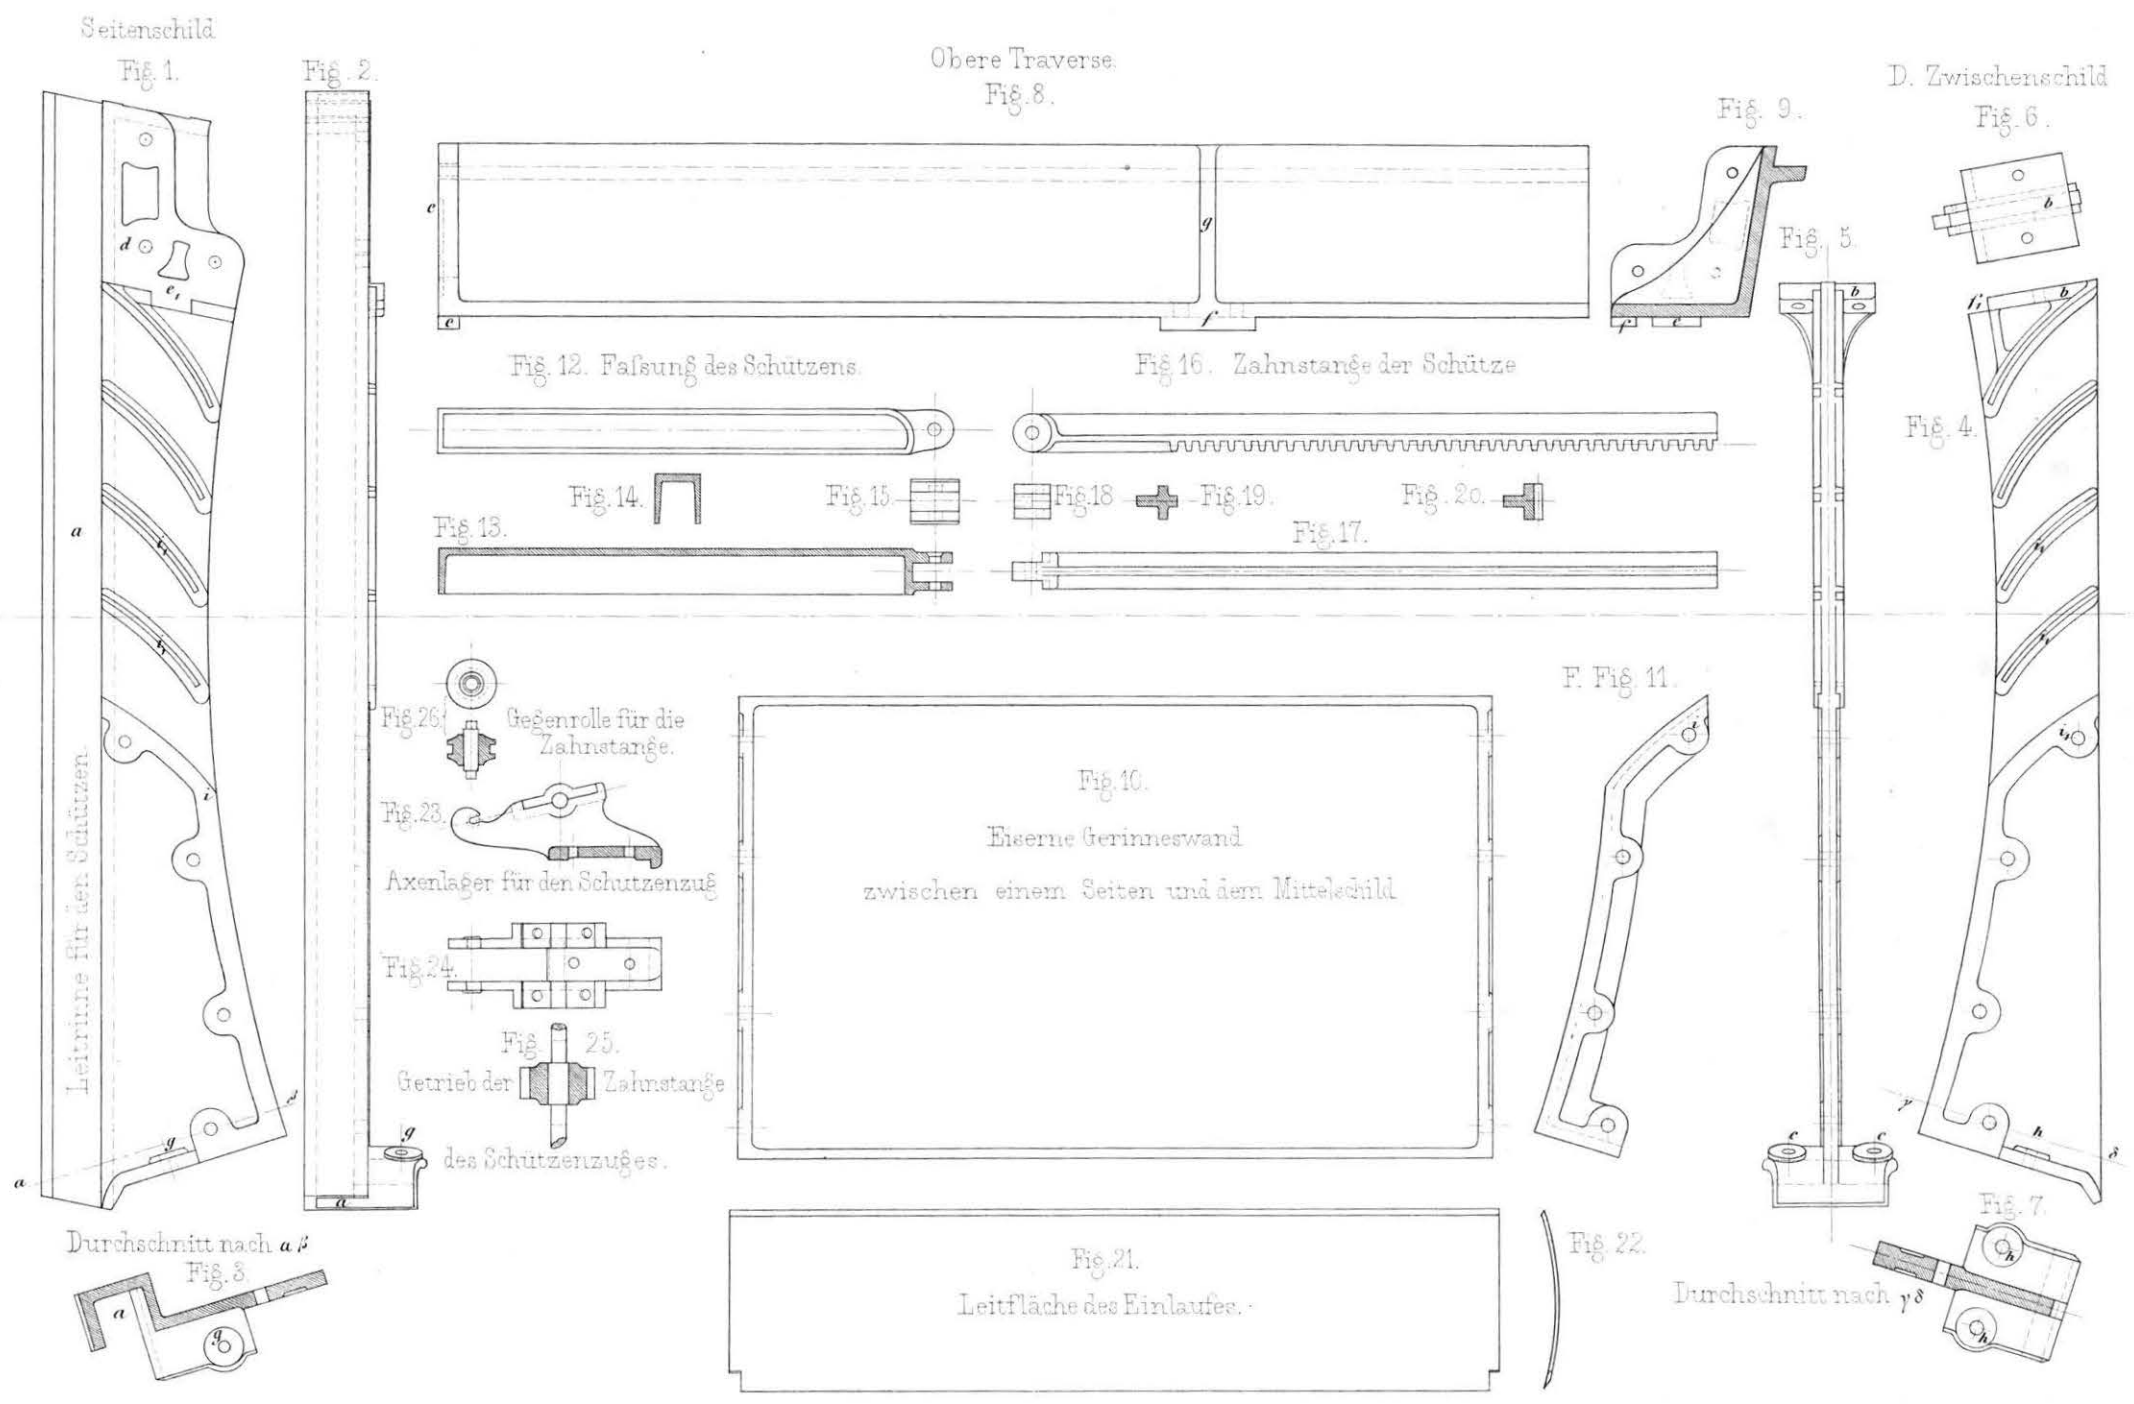 Seitenschild
Fig. 1.
Fig. 2.
Obere Traverse.
Fig. 8.
Fig. 9.
D. Zwischenschild
Fig. 6.
d
e,
a
i,
i,
i
g
a
β
Leitrinne für den Schützen.
g
a
c
g
c
f
f
e
Fig. 5.
b
b
f,
b
Fig. 4.
i,
i,
i,
Fig. 12. Faſsung des Schützens.
Fig. 16. Zahnstange der Schütze
Fig. 14.
Fig. 15.
Fig. 18
Fig. 19.
Fig. 20.
Fig. 13.
Fig. 17.
Fig. 26.
Gegenrolle für die
Zahnstange.
F. Fig. 11.
i
Fig. 23.
Fig. 10.
Eiserne Gerinneswand
zwischen einem Seiten und dem Mittelschild
Axenlager für den Schutzenzug
Fig. 24.
Fig. 25.
Getrieb der Zahnstange
des Schützenzuges.
c
c
γ
h
δ
Durchschnitt nach a β
Fig. 3.
a
g
Fig. 21.
Leitfläche des Einlaufes.
Fig. 22.
Fig. 7.
Durchschnitt nach γ δ
h
h